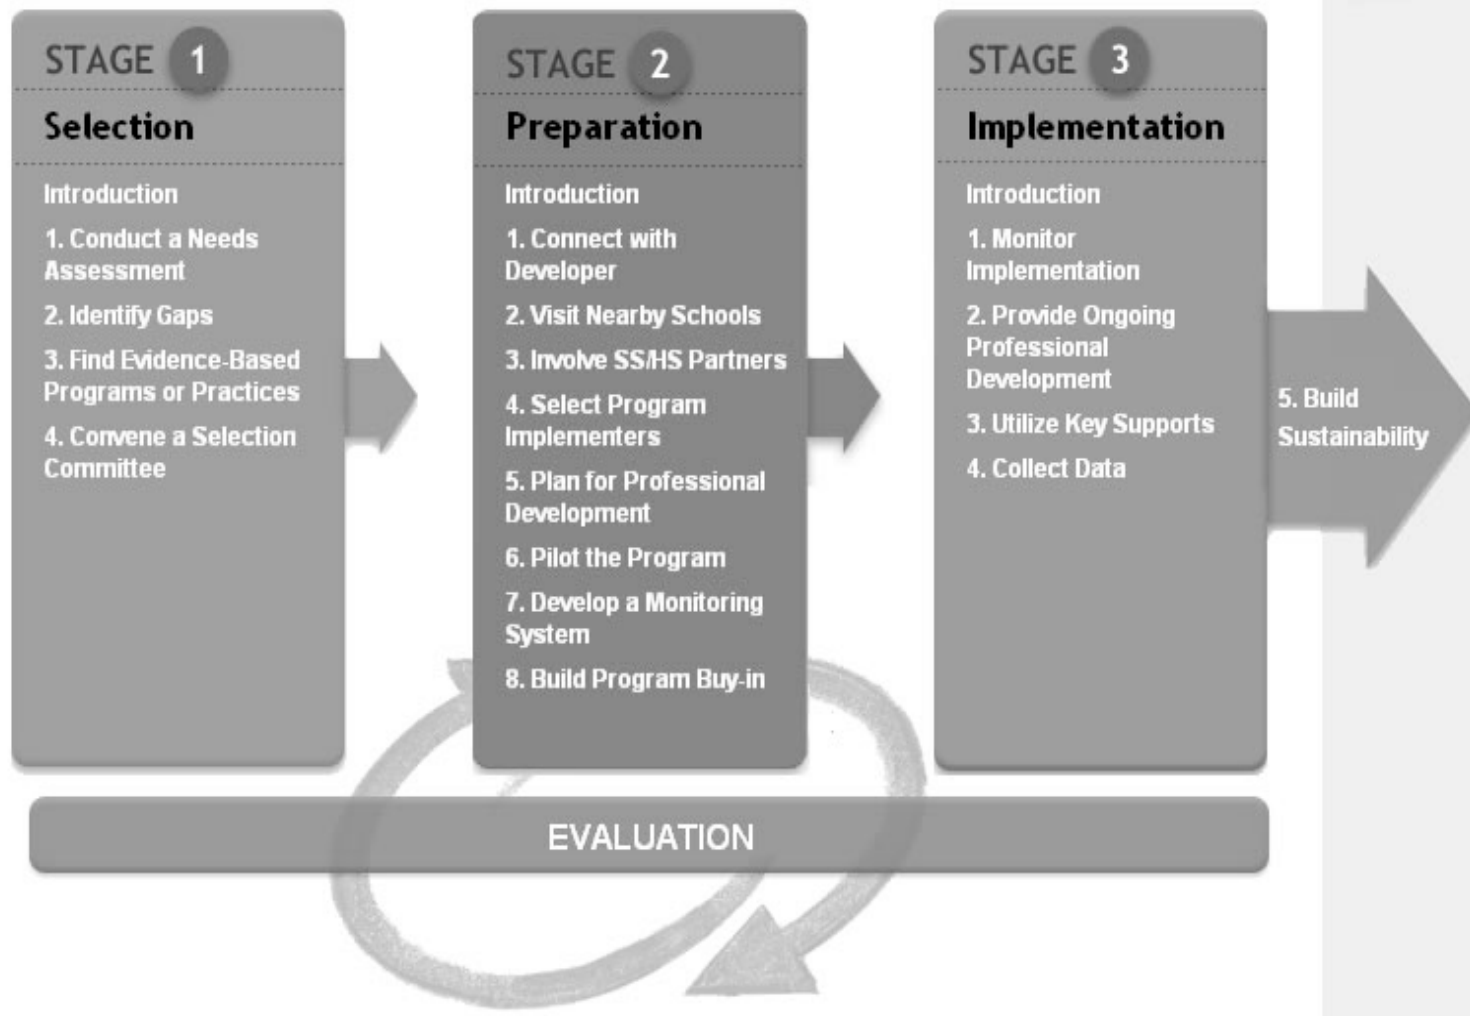 STAGE 1
Selection
Introduction
1. Conduct a Needs
Assessment
2. Identify Gaps
3. Find Evidence-Based
Programs or Practices
4. Convene a Selection
Committee
STAGE 2
Preparation
Introduction
1. Connect with
Developer
2. Visit Nearby Schools
3. Involve SS/HS Partners
4. Select Program
Implementers
5. Plan for Professional
Development
6. Pilot the Program
7. Develop a Monitoring
System
8. Build Program Buy-in
STAGE 3
Implementation
Introduction
1. Monitor
Implementation
2. Provide Ongoing
Professional
Development
3. Utilize Key Supports
4. Collect Data
5. Build
Sustainability
EVALUATION